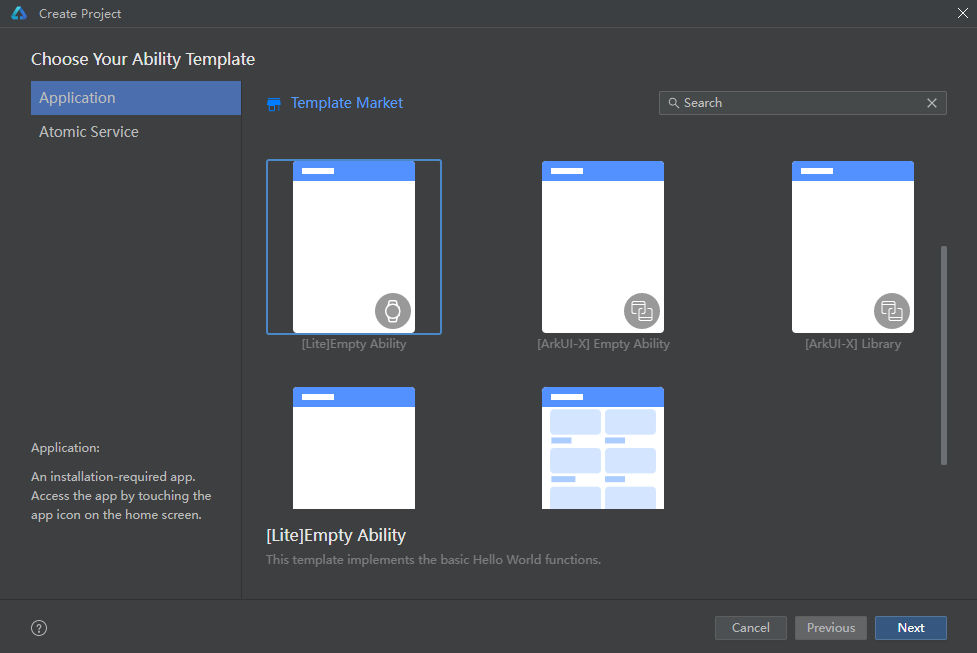 Create Project
Choose Your Ability Template
Application
Atomic Service
Template Market
Search
[Lite]Empty Ability
[ArkUI-X] Empty Ability
[ArkUI-X] Library
Application:
An installation-required app.
Access the app by touching the
app icon on the home screen.
[Lite]Empty Ability
This template implements the basic Hello World functions.
?
Cancel
Previous
Next